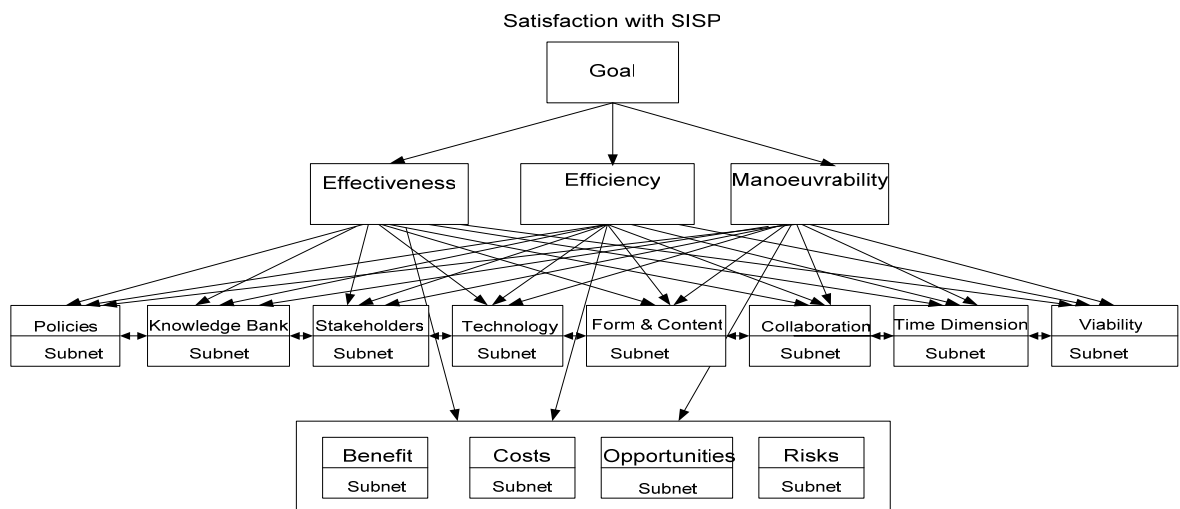 Satisfaction with SISP
Goal
Effectiveness
Efficiency
Manoeuvrability
Policies
Subnet
Knowledge Bank
Subnet
Stakeholders
Subnet
Technology
Subnet
Form & Content
Subnet
Collaboration
Subnet
Time Dimension
Subnet
Viability
Subnet
Benefit
Subnet
Costs
Subnet
Opportunities
Subnet
Risks
Subnet